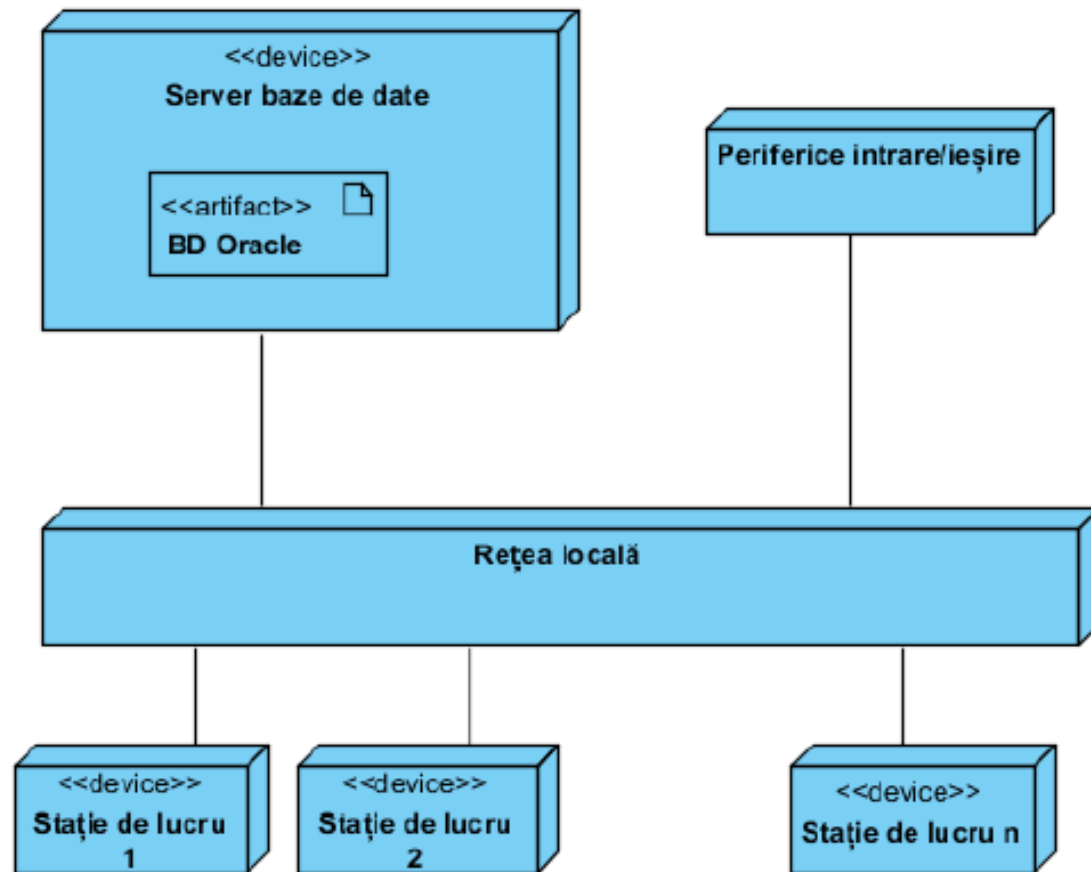 <<device>>
Server baze de date
<<artifact>>
BD Oracle
Periferice intrare/ieșire
Rețea locală
<<device>>
Stație de lucru
1
<<device>>
Stație de lucru
2
<<device>>
Stație de lucru n